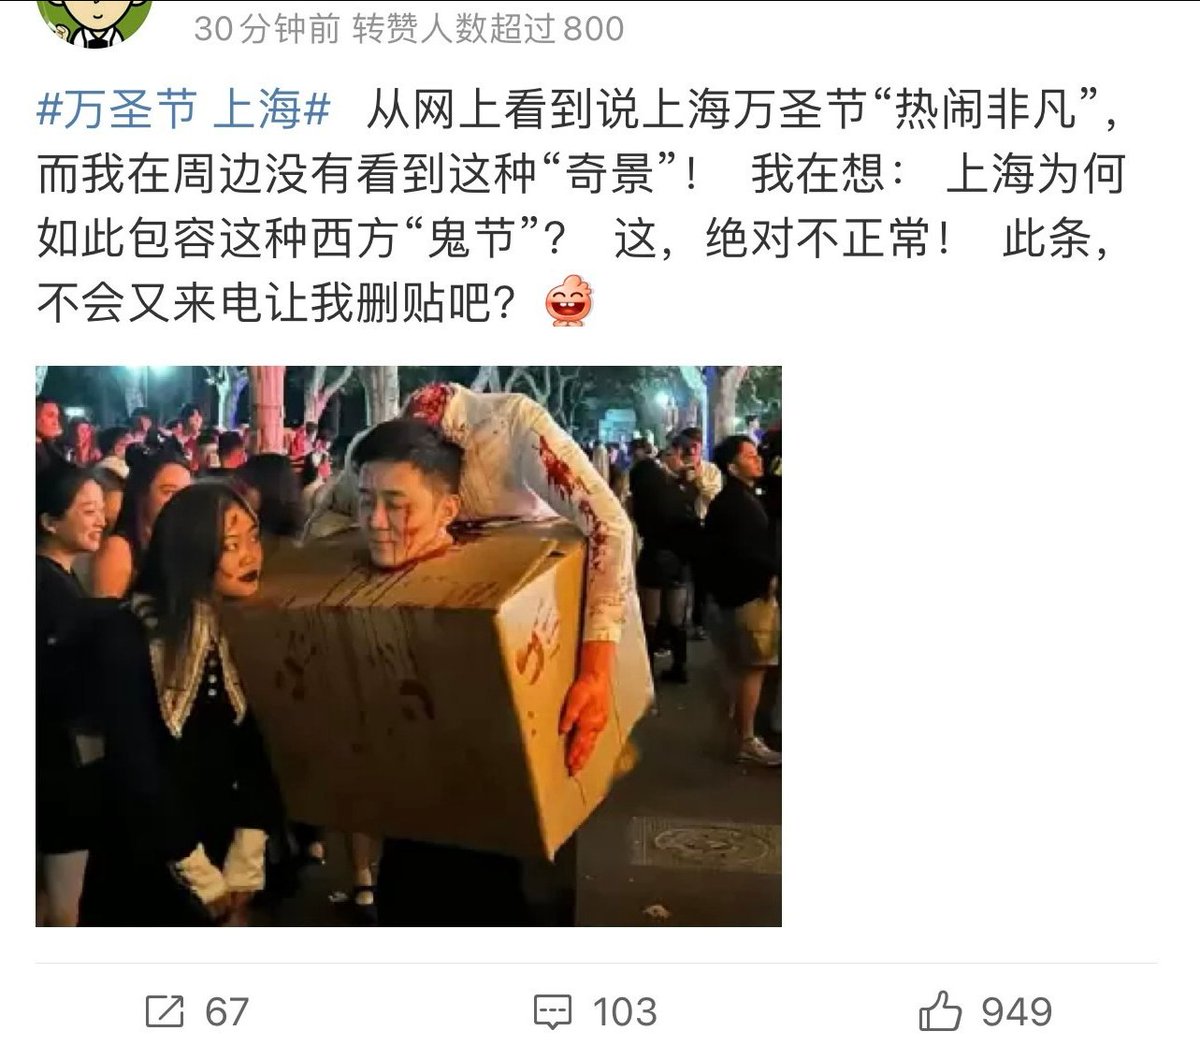 30分钟前 转赞人数超过800
#万圣节 上海# 从网上看到说上海万圣节“热闹非凡”，
而我在周边没有看到这种“奇景”！ 我在想： 上海为何
如此包容这种西方“鬼节”？ 这，绝对不正常！ 此条，
不会又来电让我删贴吧？
67
103
949